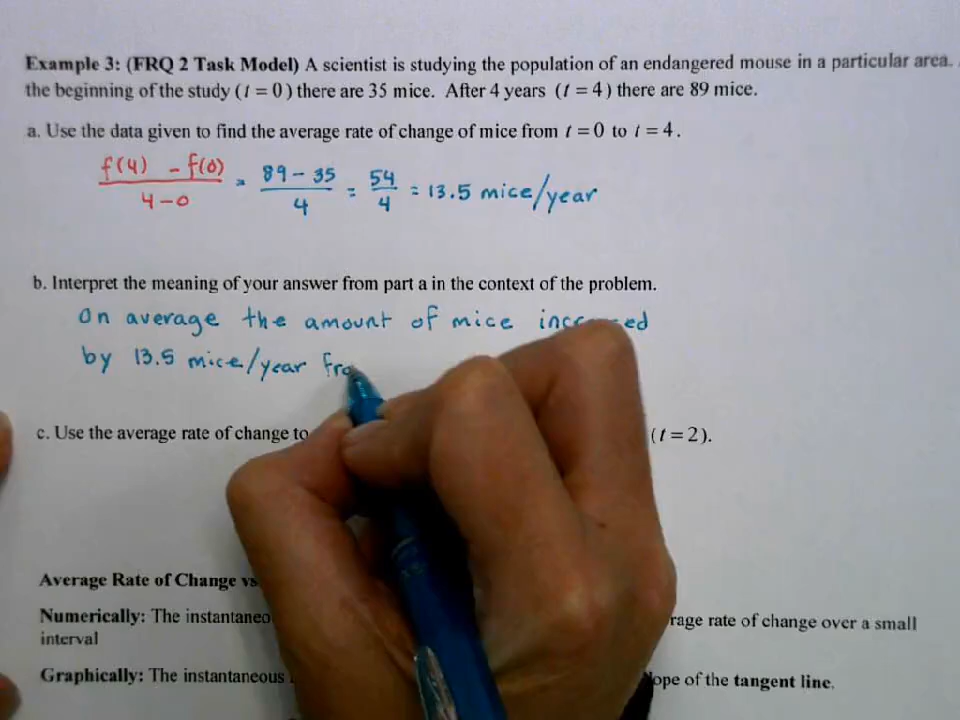 Example 3: (FRQ 2 Task Model) A scientist is studying the population of an endangered mouse in a particular area.
the beginning of the study (t = 0) there are 35 mice. After 4 years (t = 4) there are 89 mice.
a. Use the data given to find the average rate of change of mice from t = 0 to t = 4.
f(4) - f(0) / 4-0 = 89-35 / 4 = 54/4 = 13.5 mice/year
b. Interpret the meaning of your answer from part a in the context of the problem.
On average the amount of mice increased
by 13.5 mice/year
c. Use the average rate of change to (t = 2).
Average Rate of Change vs
Numerically: The rate of change over a small
interval
Graphically: The instantaneous of the tangent line.